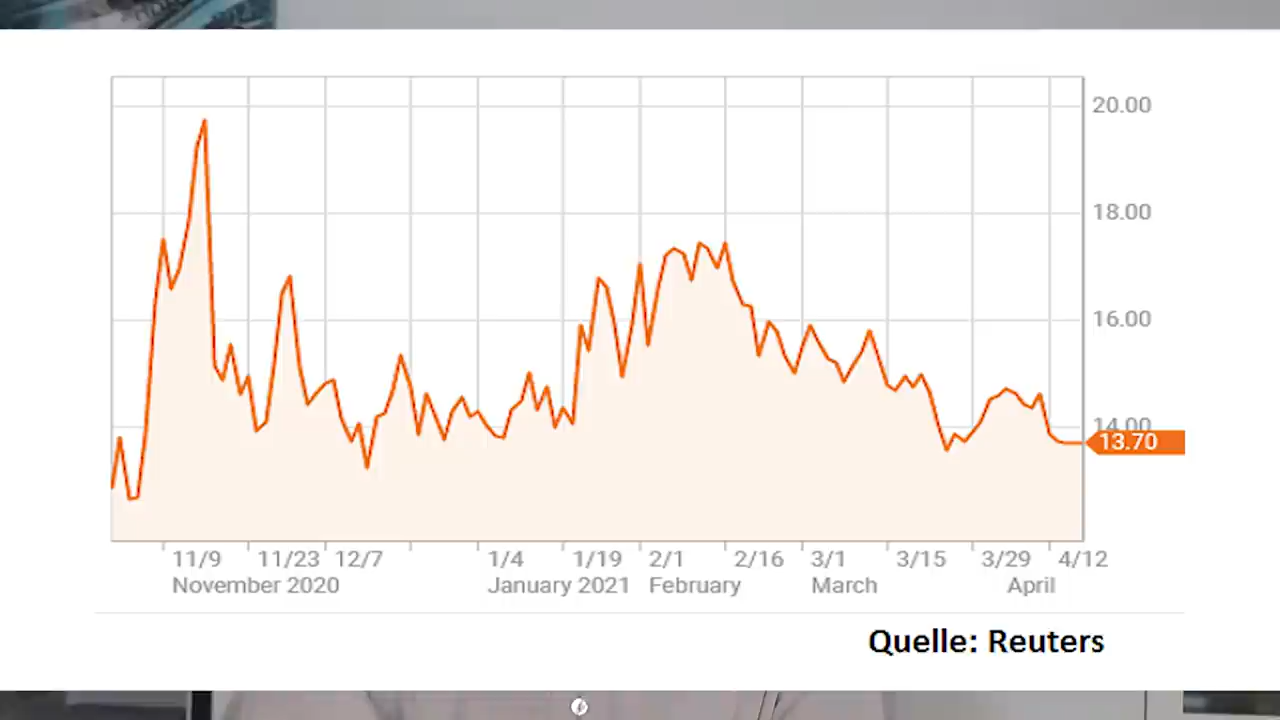 20.00
18.00
16.00
14.00
13.70
11/9 11/23 12/7 1/4 1/19 2/1 2/16 3/1 3/15 3/29 4/12
November 2020 January 2021 February March April
Quelle: Reuters